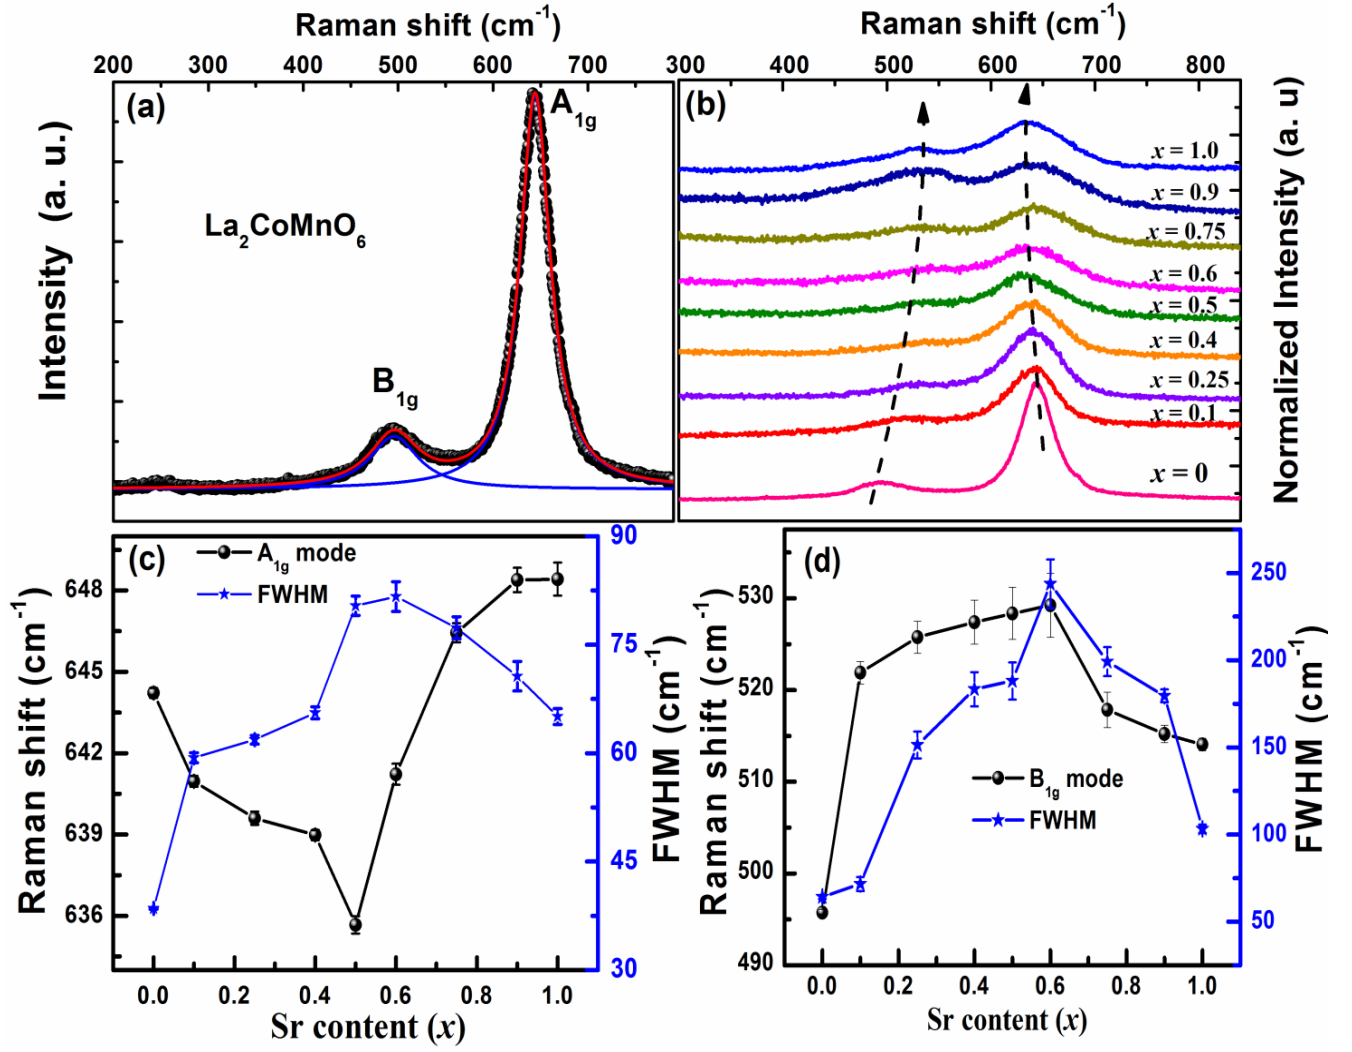 Raman shift (cm⁻¹)
200 300 400 500 600 700
(a)
A₁g
La₂CoMnO₆
B₁g
Intensity (a. u.)
Raman shift (cm⁻¹)
300 400 500 600 700 800
(b)
x = 1.0
x = 0.9
x = 0.75
x = 0.6
x = 0.5
x = 0.4
x = 0.25
x = 0.1
x = 0
Normalized Intensity (a. u)
(c)
A₁g mode
FWHM
648
645
642
639
636
Raman shift (cm⁻¹)
90
75
60
45
30
FWHM (cm⁻¹)
0.0 0.2 0.4 0.6 0.8 1.0
Sr content (x)
(d)
B₁g mode
FWHM
530
520
510
500
490
Raman shift (cm⁻¹)
250
200
150
100
50
FWHM (cm⁻¹)
0.0 0.2 0.4 0.6 0.8 1.0
Sr content (x)